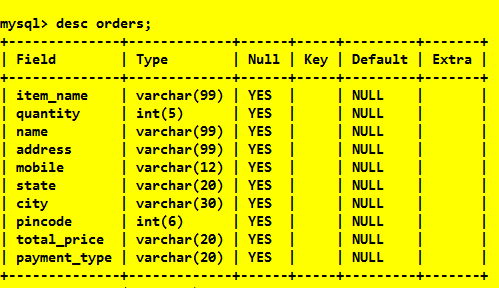 mysql> desc orders;
+--------------+-------------+------+-----+---------+-------+
| Field        | Type        | Null | Key | Default | Extra |
+--------------+-------------+------+-----+---------+-------+
| item_name    | varchar(99) | YES  |     | NULL    |       |
| quantity     | int(5)      | YES  |     | NULL    |       |
| name         | varchar(99) | YES  |     | NULL    |       |
| address      | varchar(99) | YES  |     | NULL    |       |
| mobile       | varchar(12) | YES  |     | NULL    |       |
| state        | varchar(20) | YES  |     | NULL    |       |
| city         | varchar(30) | YES  |     | NULL    |       |
| pincode      | int(6)      | YES  |     | NULL    |       |
| total_price  | varchar(20) | YES  |     | NULL    |       |
| payment_type | varchar(20) | YES  |     | NULL    |       |
+--------------+-------------+------+-----+---------+-------+